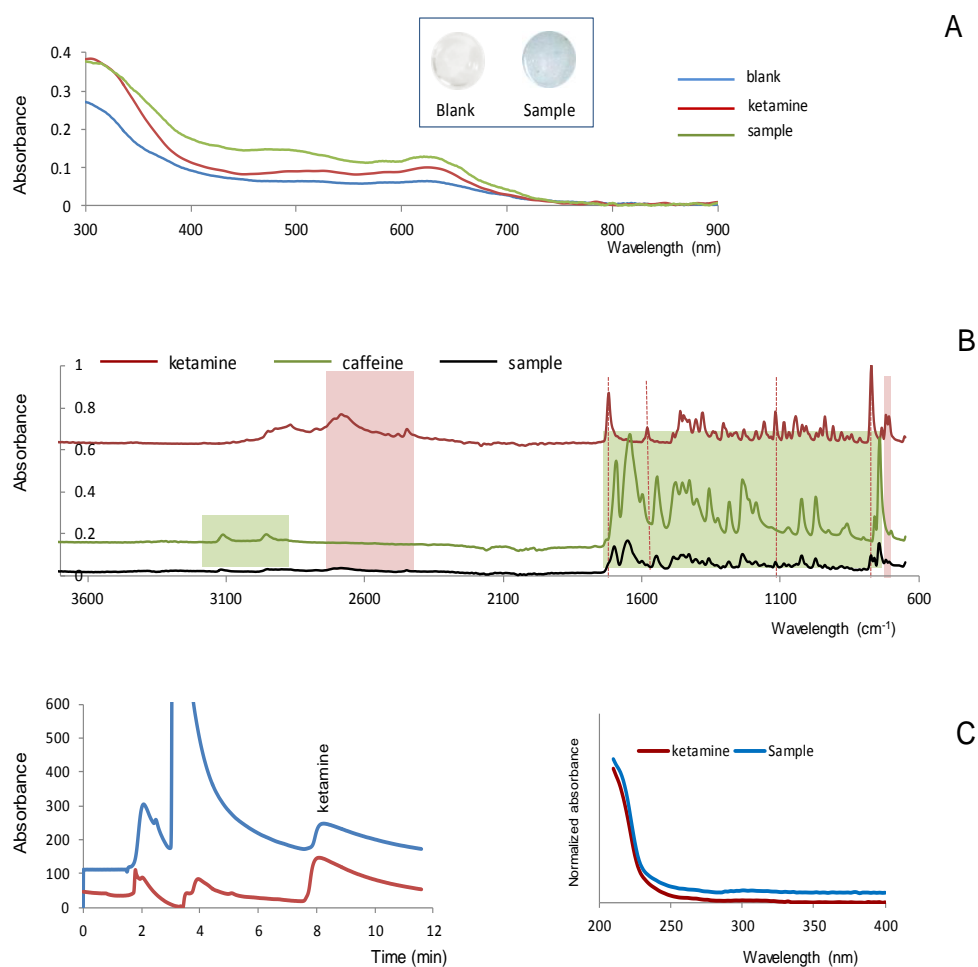 A
Absorbance
0.4
0.3
0.2
0.1
0
300 400 500 600 700 800 900
Wavelength (nm)
Blank Sample
blank
ketamine
sample
B
ketamine caffeine sample
Absorbance
1
0.8
0.6
0.4
0.2
0
3600 3100 2600 2100 1600 1100 600
Wavelength (cm-1)
C
Absorbance
600
500
400
300
200
100
0
0 2 4 6 8 10 12
Time (min)
ketamine
Normalized absorbance
ketamine Sample
200 250 300 350 400
Wavelength (nm)